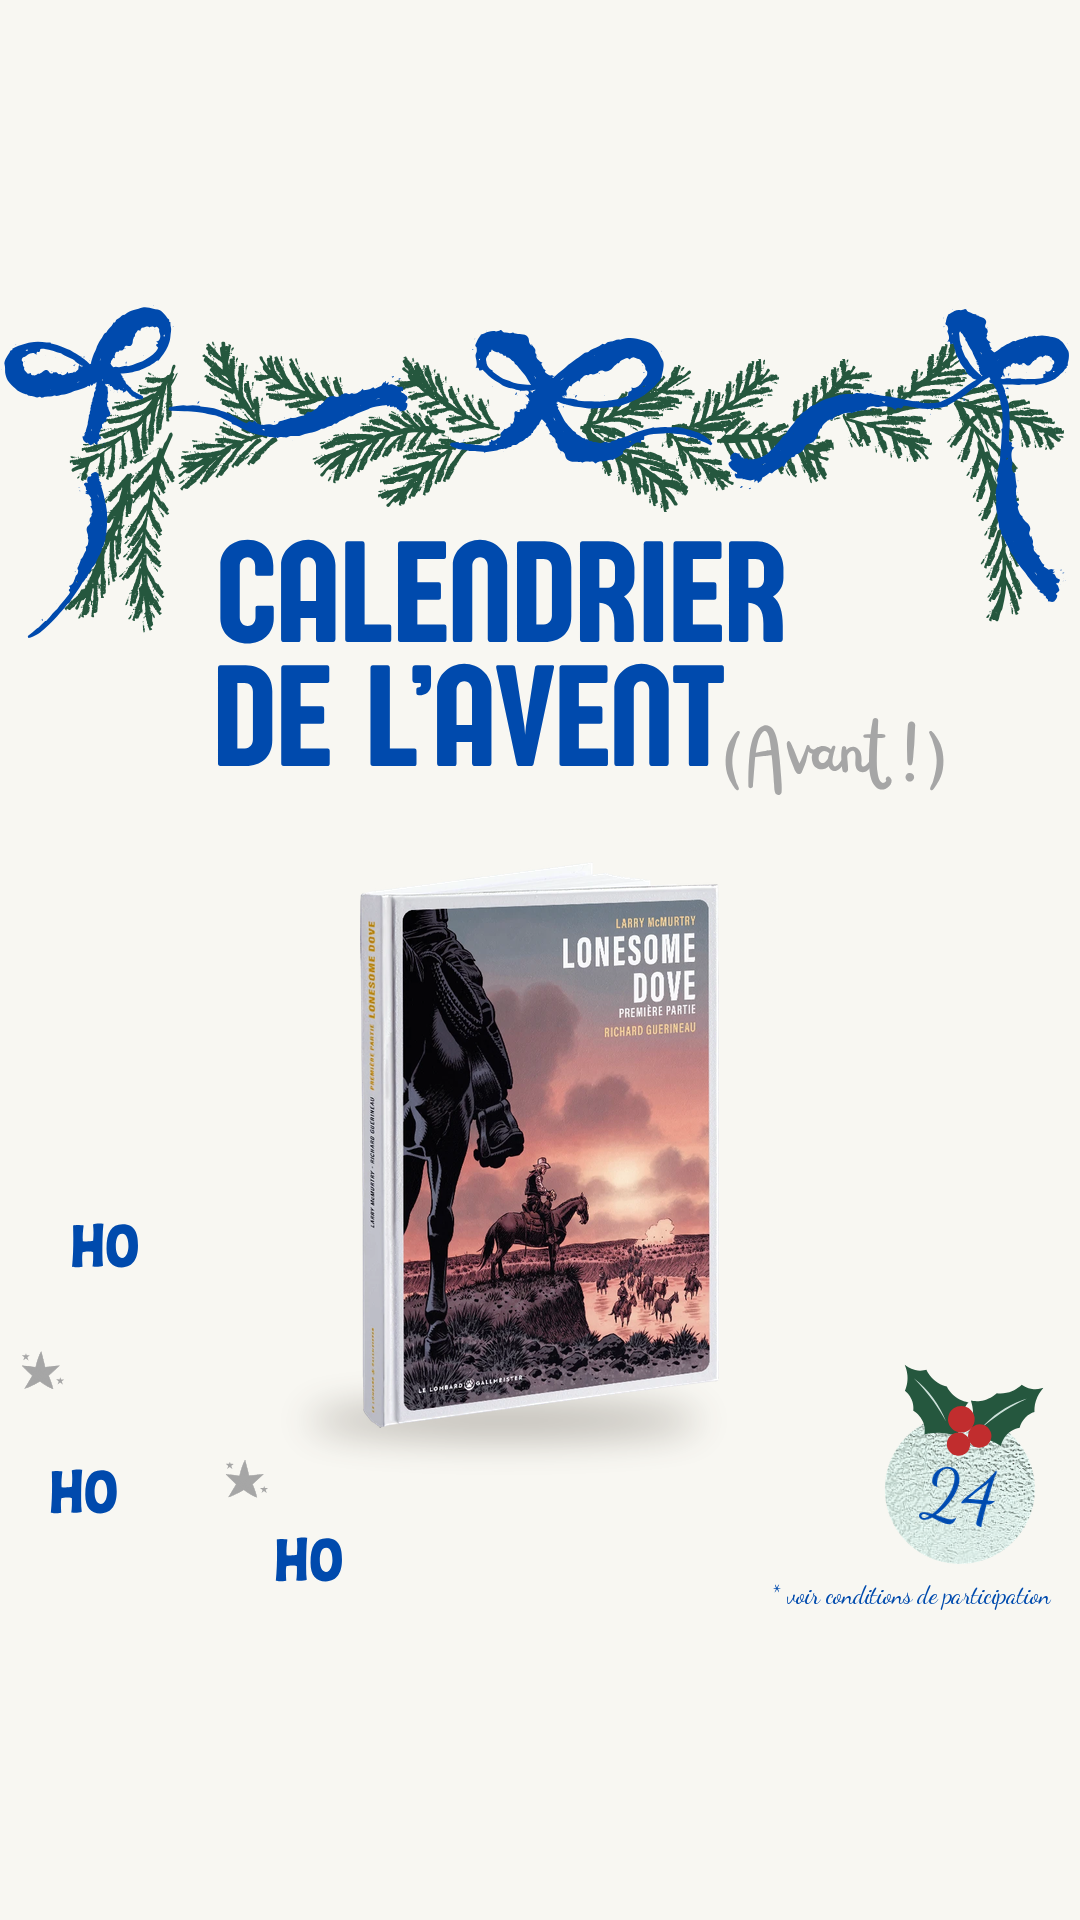 CALENDRIER
DE L'AVENT
(Avant!)
LARRY McMURTRY
LONESOME
DOVE
PREMIÈRE PARTIE
RICHARD GUERINEAU
LE LOMBARD GALLMEISTER
LARRY McMURTRY - RICHARD GUERINEAU PREMIÈRE PARTIE LONESOME DOVE
HO
HO
HO
24
* voir conditions de participation